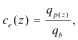 c_e(z) = q_{p(z)} / q_b ,